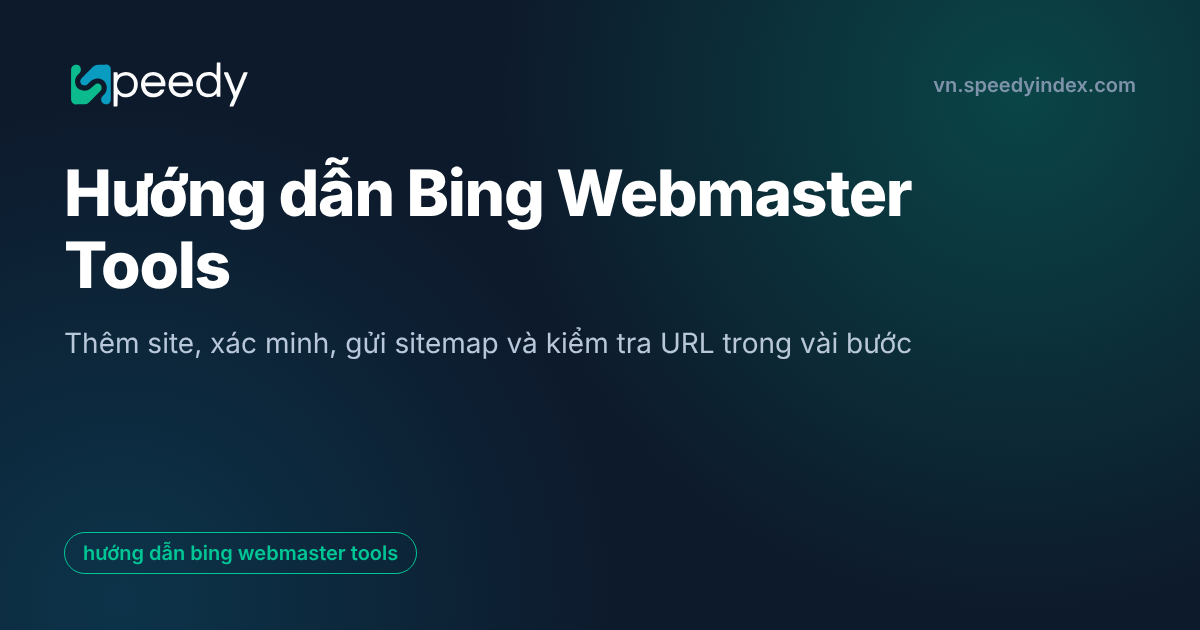 Speedy
vn.speedyindex.com
Hướng dẫn Bing Webmaster
Tools
Thêm site, xác minh, gửi sitemap và kiểm tra URL trong vài bước
hướng dẫn bing webmaster tools